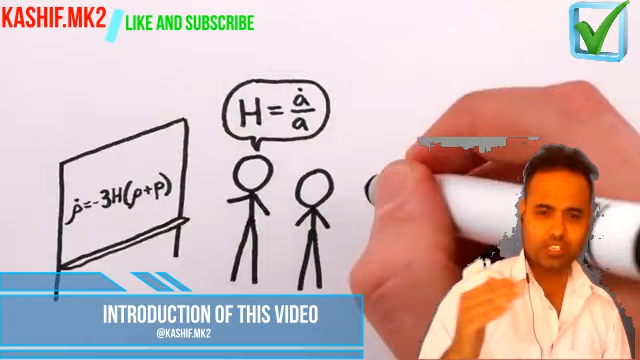 KASHIF.MK2
LIKE AND SUBSCRIBE
H = ȧ/a
ρ̇=-3H(ρ+p)
INTRODUCTION OF THIS VIDEO
@KASHIF.MK2